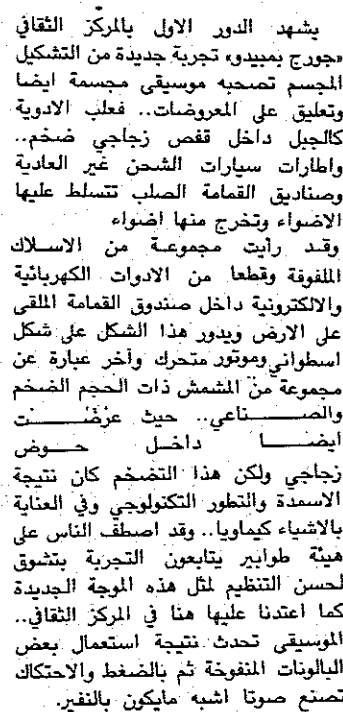 يشهد الدور الاول بالمركز الثقافي
«جورج بمبيدو» تجربة جديدة من التشكيل
المجسم تصحبه موسيقى مجسمة ايضا
وتعليق على المعروضات.. فعلب الادوية
كالجبل داخل قفص زجاجي ضخم..
واطارات سيارات الشحن غير العادية
وصناديق القمامة الصلب تتسلط عليها
الاضواء وتخرج منها اضواء
وقد رأيت مجموعة من الاسلاك
الملفوفة وقطعا من الادوات الكهربائية
والالكترونية داخل صندوق القمامة الملقى
على الارض ويدور هذا الشكل على شكل
اسطواني وموتور متحرك وأخر عبارة عن
مجموعة من المشمش ذات الحجم الضخم
والصناعي.. حيث عرضت
ايضا داخل حوض
زجاجي ولكن هذا التضخم كان نتيجة
الاسمدة والتطور التكنولوجي وفي العناية
بالاشياء كيماويا.. وقد اصطف الناس على
هيئة طوابير يتابعون التجربة بتشوق
لحسن التنظيم لمثل هذه الموجة الجديدة
كما اعتدنا عليها هنا في المركز الثقافي..
الموسيقى تحدث نتيجة استعمال بعض
البالونات المنفوخة ثم بالضغط والاحتكاك
تصنع صوتا اشبه مايكون بالنفير.